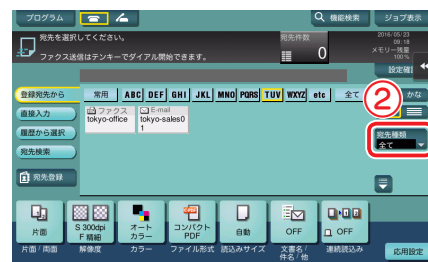 プログラム
機能検索
ジョブ表示
宛先を選択してください。
ファクス送信はテンキーでダイアル開始できます。
宛先件数
0
2016/05/23
09:18
メモリー残量
100%
設定確
登録宛先から
常用 ABC DEF GHI JKL MNO PQRS TUV WXYZ etc 全て
かな
②
直接入力
履歴から選択
宛先検索
宛先登録
ファクス
tokyo-office
E-mail
tokyo-sales0
1
宛先種類
全て
片面
S 300dpi
F 精細
オート
カラー
コンパクト
PDF
自動
OFF
OFF
片面 / 両面
解像度
カラー
ファイル形式
読込みサイズ
文書名/
件名/他
連続読込み
応用設定